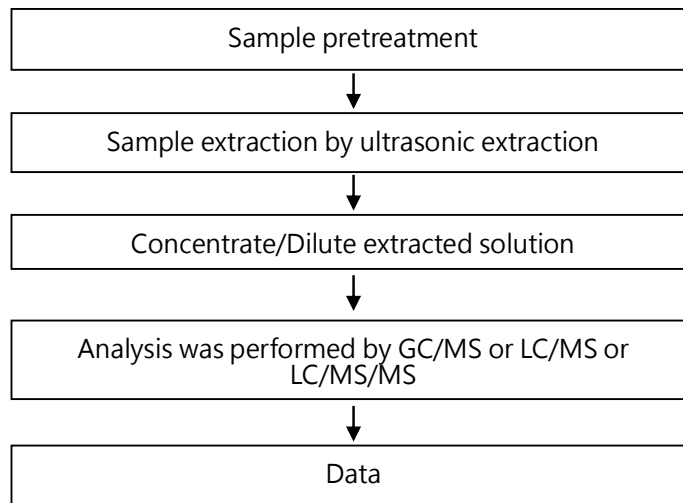 Sample pretreatment
Sample extraction by ultrasonic extraction
Concentrate/Dilute extracted solution
Analysis was performed by GC/MS or LC/MS or
LC/MS/MS
Data